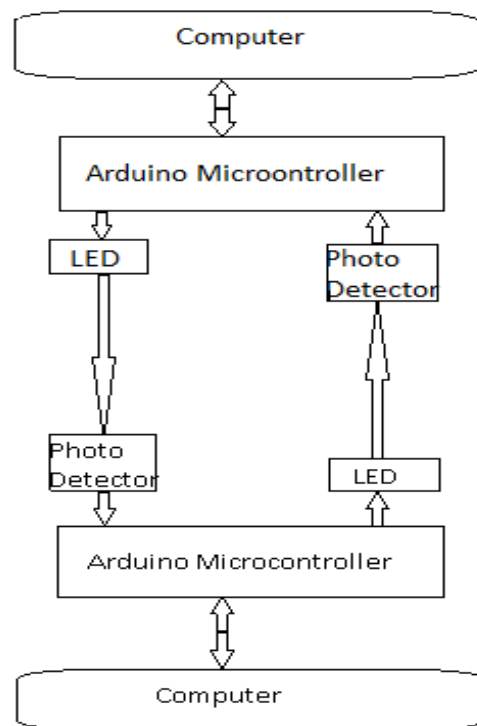 Computer
Arduino Microontroller
LED
Photo
Detector
Photo
Detector
LED
Arduino Microcontroller
Computer